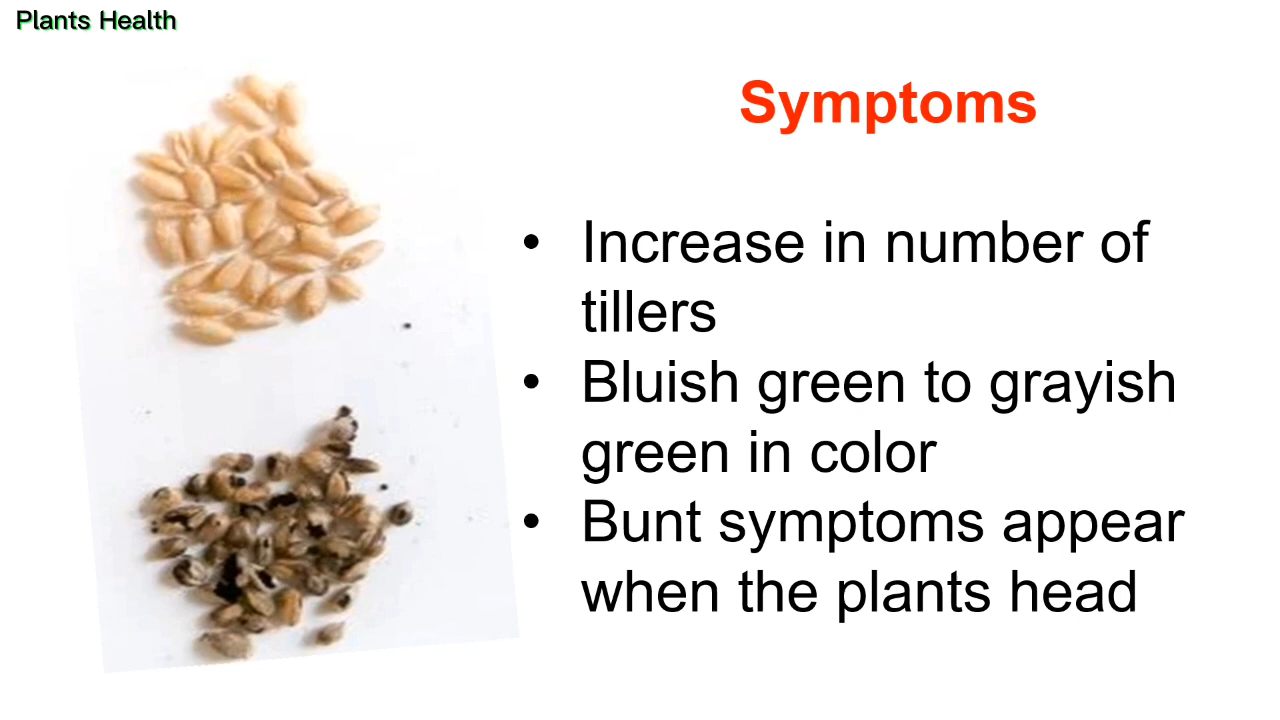 Plants Health
Symptoms
• Increase in number of
tillers
• Bluish green to grayish
green in color
• Bunt symptoms appear
when the plants head